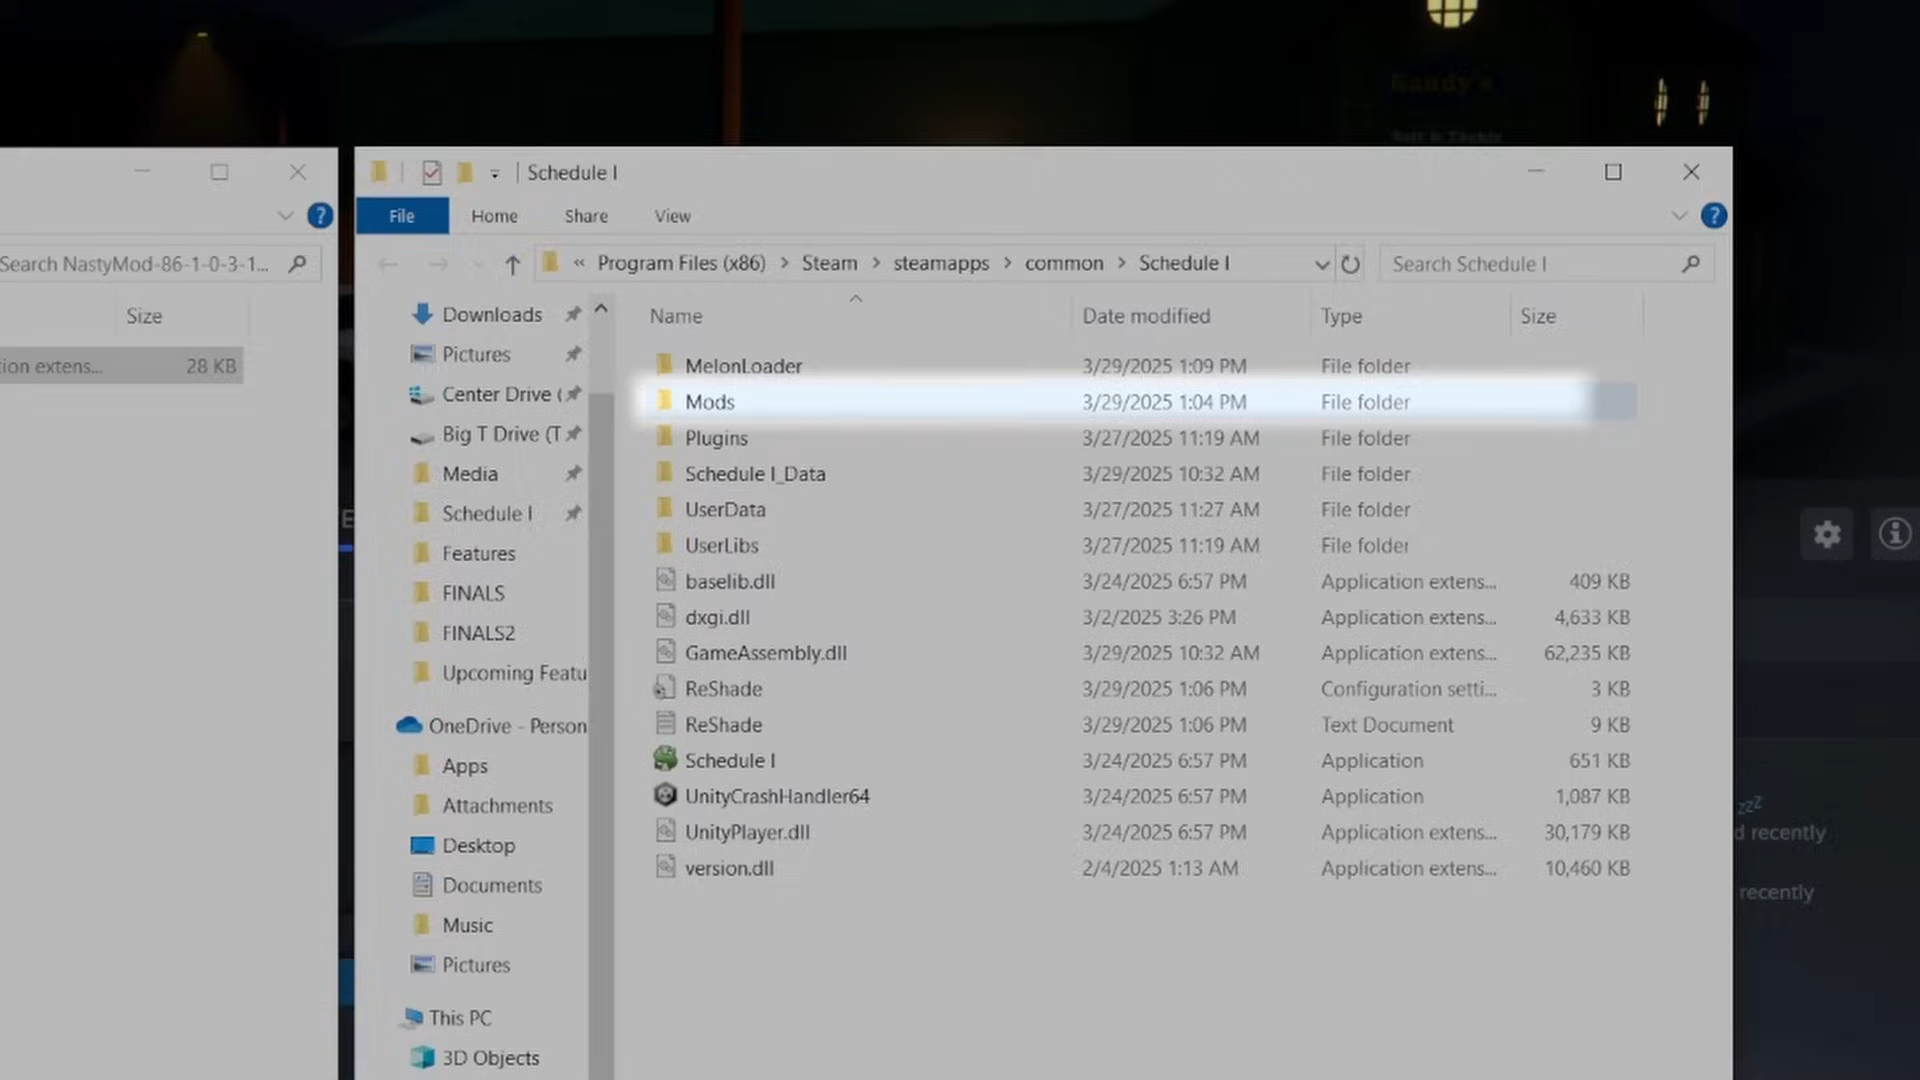 Randy's
Bait & Tackle
Schedule I
File
Home
Share
View
?
?
Search NastyMod-86-1-0-3-1...
« Program Files (x86) > Steam > steamapps > common > Schedule I
Search Schedule I
Size
ion extens... 28 KB
Downloads
Pictures
Center Drive (
Big T Drive (T
Media
Schedule I
Features
FINALS
FINALS2
Upcoming Featu
OneDrive - Person
Apps
Attachments
Desktop
Documents
Music
Pictures
This PC
3D Objects
Name Date modified Type Size
MelonLoader 3/29/2025 1:09 PM File folder
Mods 3/29/2025 1:04 PM File folder
Plugins 3/27/2025 11:19 AM File folder
Schedule I_Data 3/29/2025 10:32 AM File folder
UserData 3/27/2025 11:27 AM File folder
UserLibs 3/27/2025 11:19 AM File folder
baselib.dll 3/24/2025 6:57 PM Application extens... 409 KB
dxgi.dll 3/2/2025 3:26 PM Application extens... 4,633 KB
GameAssembly.dll 3/29/2025 10:32 AM Application extens... 62,235 KB
ReShade 3/29/2025 1:06 PM Configuration setti... 3 KB
ReShade 3/29/2025 1:06 PM Text Document 9 KB
Schedule I 3/24/2025 6:57 PM Application 651 KB
UnityCrashHandler64 3/24/2025 6:57 PM Application 1,087 KB
UnityPlayer.dll 3/24/2025 6:57 PM Application extens... 30,179 KB
version.dll 2/4/2025 1:13 AM Application extens... 10,460 KB
E
zzZ
d recently
recently